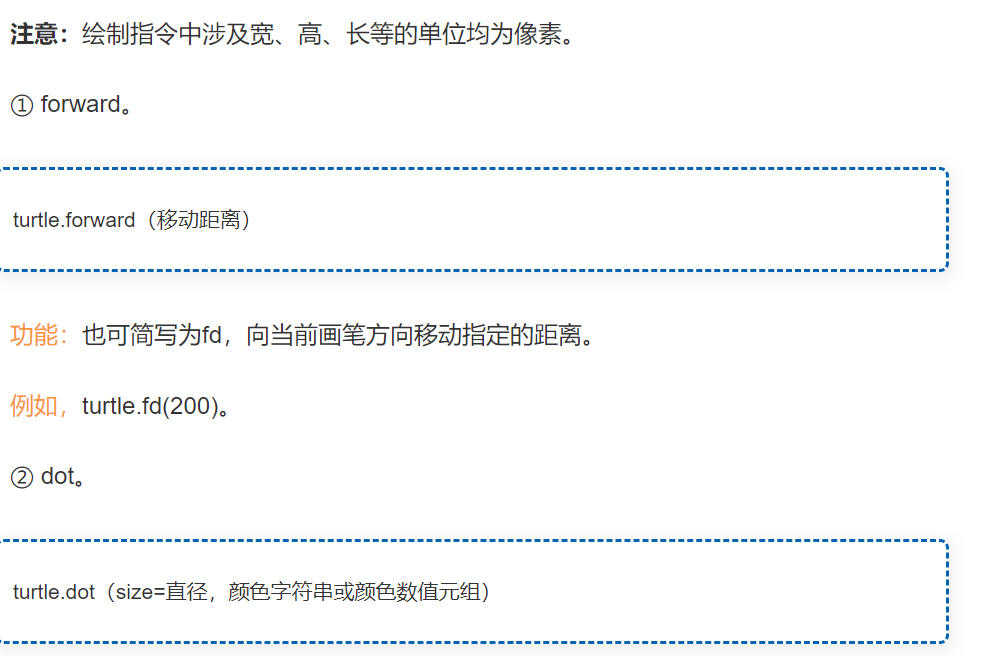 注意：绘制指令中涉及宽、高、长等的单位均为像素。
① forward。
turtle.forward（移动距离）
功能：也可简写为fd，向当前画笔方向移动指定的距离。
例如，turtle.fd(200)。
② dot。
turtle.dot（size=直径，颜色字符串或颜色数值元组）